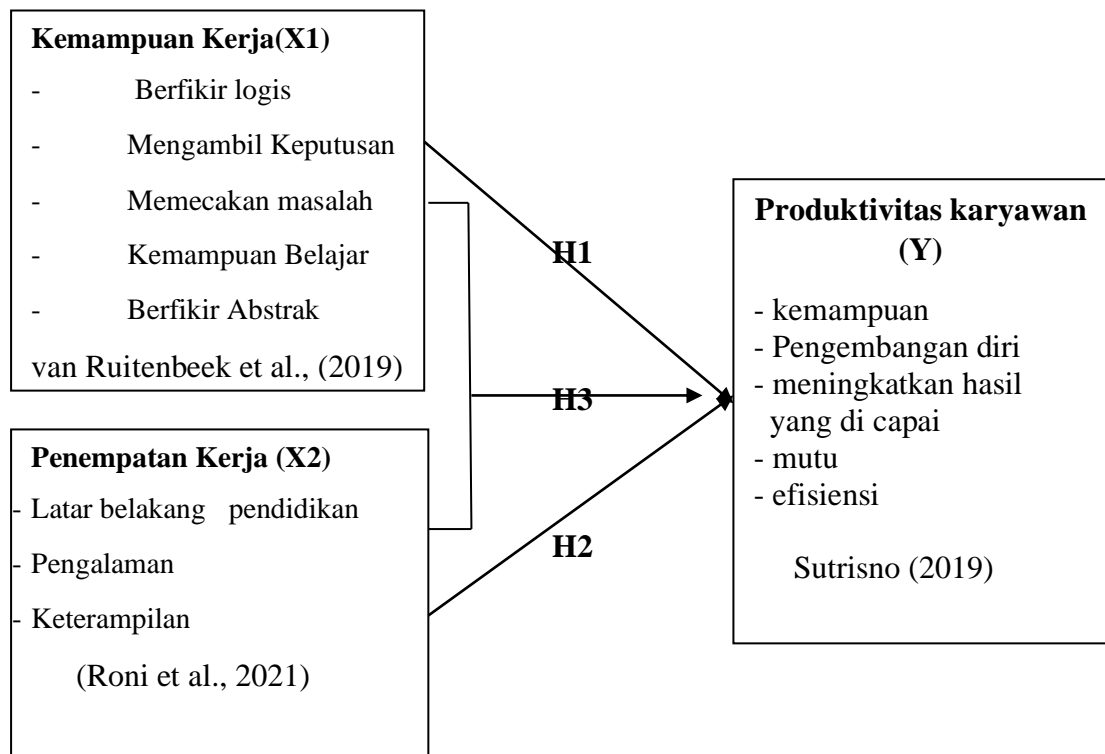 Kemampuan Kerja(X1)
- Berfikir logis
- Mengambil Keputusan
- Memecakan masalah
- Kemampuan Belajar
- Berfikir Abstrak
van Ruitenbeek et al., (2019)
Penempatan Kerja (X2)
- Latar belakang pendidikan
- Pengalaman
- Keterampilan
(Roni et al., 2021)
H1
H3
H2
Produktivitas karyawan
(Y)
- kemampuan
- Pengembangan diri
- meningkatkan hasil
yang di capai
- mutu
- efisiensi
Sutrisno (2019)